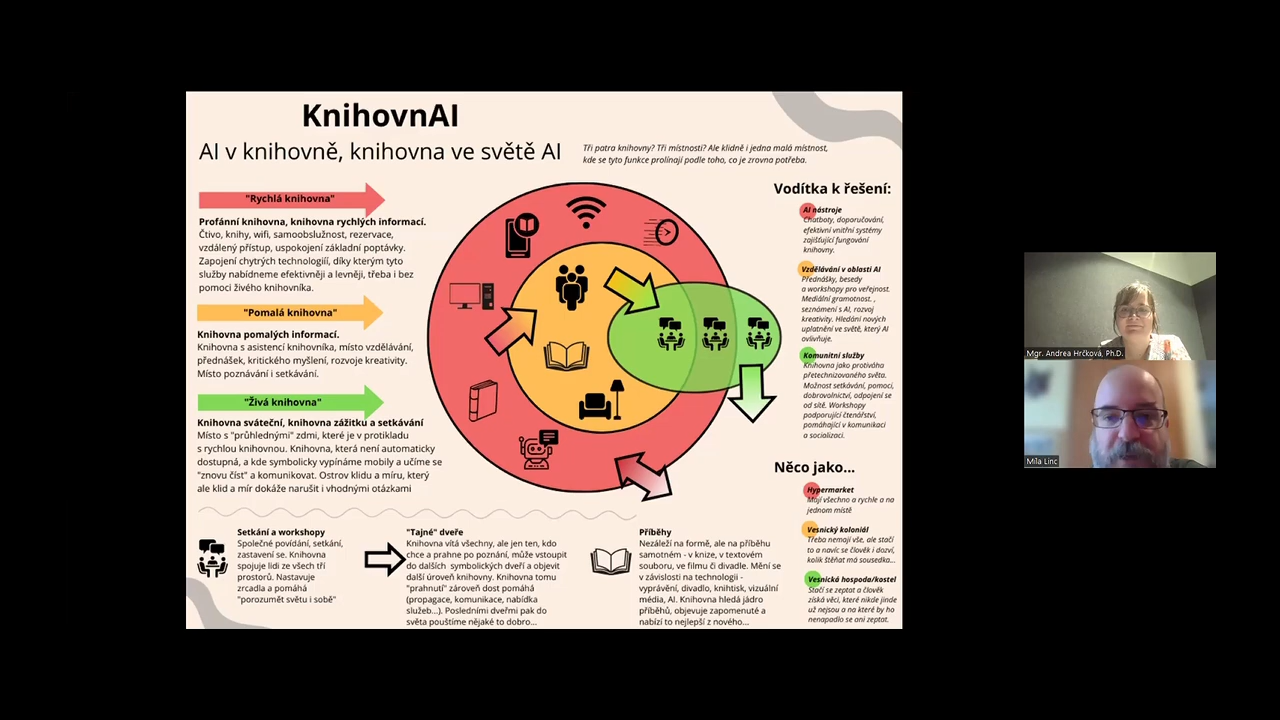 KnihovnAI
AI v knihovně, knihovna ve světě AI
Tři patra knihovny? Tři místnosti? Ale klidně i jedna malá místnost,
kde se tyto funkce prolínají podle toho, co je zrovna potřeba.
"Rychlá knihovna"
Profánní knihovna, knihovna rychlých informací.
Čtivo, knihy, wifi, samoobslužnost, rezervace,
vzdálený přístup, uspokojení základní poptávky.
Zapojení chytrých technologiíí, díky kterým tyto
služby nabídneme efektivněji a levněji, třeba i bez
pomoci živého knihovníka.
"Pomalá knihovna"
Knihovna pomalých informací.
Knihovna s asistencí knihovníka, místo vzdělávání,
přednášek, kritického myšlení, rozvoje kreativity.
Místo poznávání i setkávání.
"Živá knihovna"
Knihovna sváteční, knihovna zážitku a setkávání
Místo s "průhlednými" zdmi, které je v protikladu
s rychlou knihovnou. Knihovna, která není automaticky
dostupná, a kde symbolicky vypínáme mobily a učíme se
"znovu číst" a komunikovat. Ostrov klidu a míru, který
ale klid a mír dokáže narušit i vhodnými otázkami
Vodítka k řešení:
AI nástroje
Chatboty, doporučování,
efektivní vnitřní systémy
zajišťující fungování
knihovny.
Vzdělávání v oblasti AI
Přednášky, besedy
a workshopy pro veřejnost.
Mediální gramotnost. ,
seznámení s AI, rozvoj
kreativity. Hledání nových
uplatnění ve světě, který AI
ovlivňuje.
Komunitní služby
Knihovna jako protiváha
přetechnizovaného světa.
Možnost setkávání, pomoci,
dobrovolnictví, odpojení se
od sítě. Workshopy
podporující čtenářství,
pomáhající v komunikaci
a socializaci.
Něco jako...
Hypermarket
Mají všechno a rychle a na
jednom místě
Vesnický koloniál
Třeba nemají vše, ale stačí
to a navíc se člověk i dozví,
kolik štěňat má sousedka...
Vesnická hospoda/kostel
Stačí se zeptat a člověk
získá věci, které nikde jinde
už nejsou a na které by ho
nenapadlo se ani zeptat.
Setkání a workshopy
Společné povídání, setkání,
zastavení se. Knihovna
spojuje lidi ze všech tří
prostorů. Nastavuje
zrcadla a pomáhá
"porozumět světu i sobě"
"Tajné" dveře
Knihovna vítá všechny, ale jen ten, kdo
chce a prahne po poznání, může vstoupit
do dalších symbolických dveří a objevit
další úroveň knihovny. Knihovna tomu
"prahnutí" zároveň dost pomáhá
(propagace, komunikace, nabídka
služeb...). Posledními dveřmi pak do
světa pouštíme nějaké to dobro...
Příběhy
Nezáleží na formě, ale na příběhu
samotném - v knize, v textovém
souboru, ve filmu či divadle. Mění se
v závislosti na technologii -
vyprávění, divadlo, knihtisk, vizuální
média, AI. Knihovna hledá jádro
příběhů, objevuje zapomenuté a
nabízí to nejlepší z nového...
Mgr. Andrea Hrčková, Ph.D.
Míla Linc